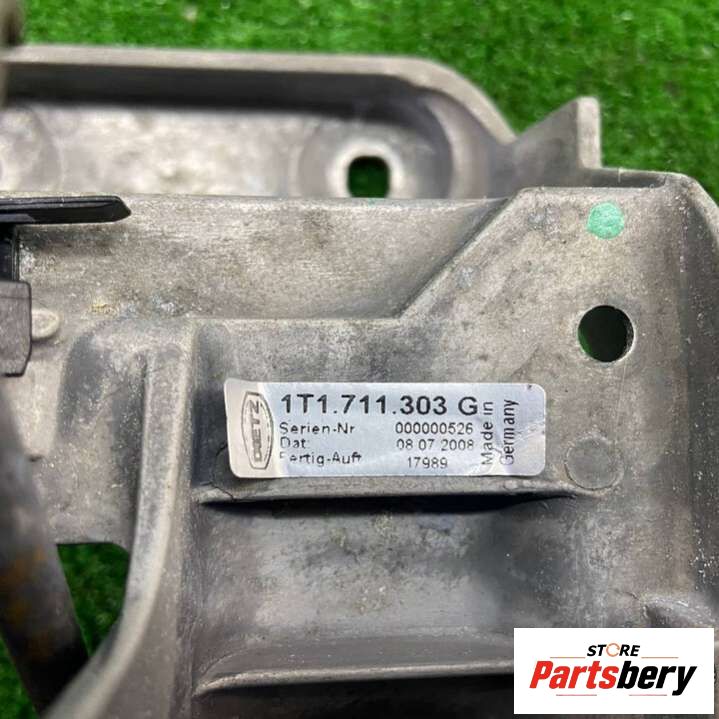 DIETZ
1T1.711.303 G
Serien-Nr 000000526
Dat: 08.07.2008
Fertig-Auft 17989
Made in
Germany
STORE
Partsbery